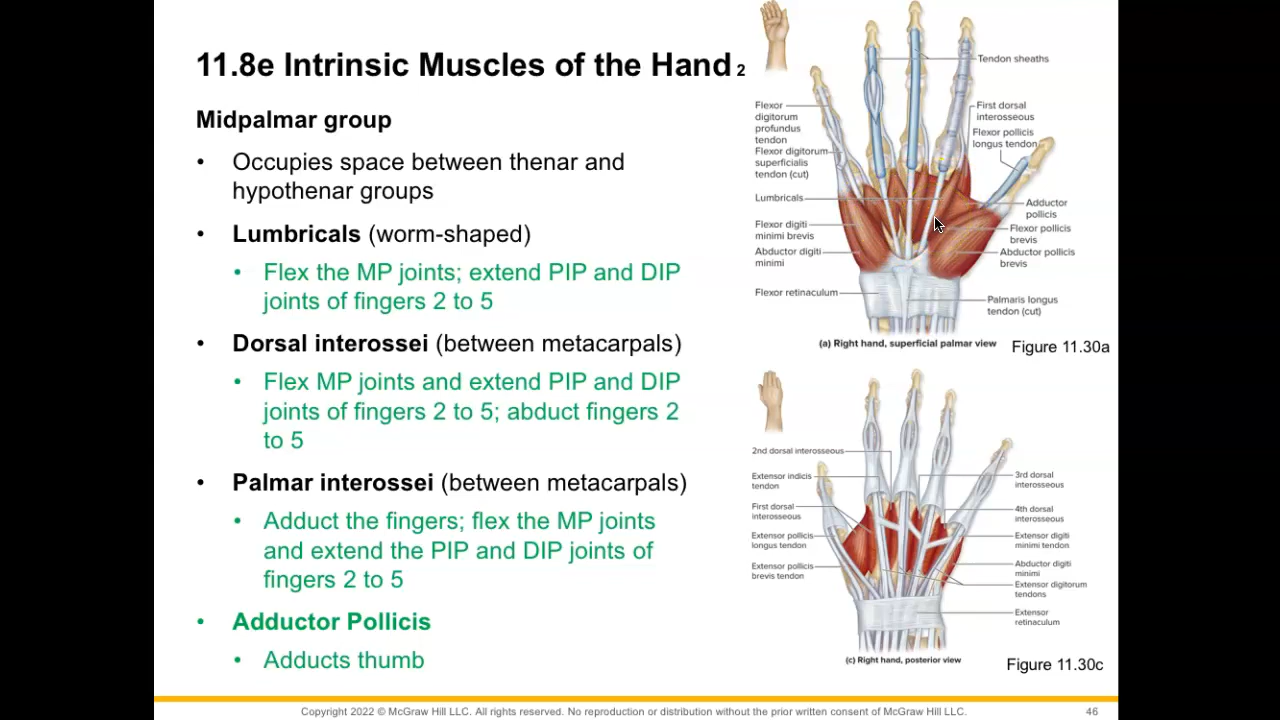 11.8e Intrinsic Muscles of the Hand 2
Midpalmar group
• Occupies space between thenar and
hypothenar groups
• Lumbricals (worm-shaped)
• Flex the MP joints; extend PIP and DIP
joints of fingers 2 to 5
• Dorsal interossei (between metacarpals)
• Flex MP joints and extend PIP and DIP
joints of fingers 2 to 5; abduct fingers 2
to 5
• Palmar interossei (between metacarpals)
• Adduct the fingers; flex the MP joints
and extend the PIP and DIP joints of
fingers 2 to 5
• Adductor Pollicis
• Adducts thumb
Flexor
digitorum
profundus
tendon
Flexor digitorum
superficialis
tendon (cut)
Lumbricals
Flexor digiti
minimi brevis
Abductor digiti
minimi
Flexor retinaculum
Tendon sheaths
First dorsal
interosseous
Flexor pollicis
longus tendon
Adductor
pollicis
Flexor pollicis
brevis
Abductor pollicis
brevis
Palmaris longus
tendon (cut)
(a) Right hand, superficial palmar view
Figure 11.30a
2nd dorsal interosseous
Extensor indicis
tendon
First dorsal
interosseous
Extensor pollicis
longus tendon
Extensor pollicis
brevis tendon
3rd dorsal
interosseous
4th dorsal
interosseous
Extensor digiti
minimi tendon
Abductor digiti
minimi
Extensor digitorum
tendons
Extensor
retinaculum
(c) Right hand, posterior view
Figure 11.30c
Copyright 2022 © McGraw Hill LLC. All rights reserved. No reproduction or distribution without the prior written consent of McGraw Hill LLC.
46